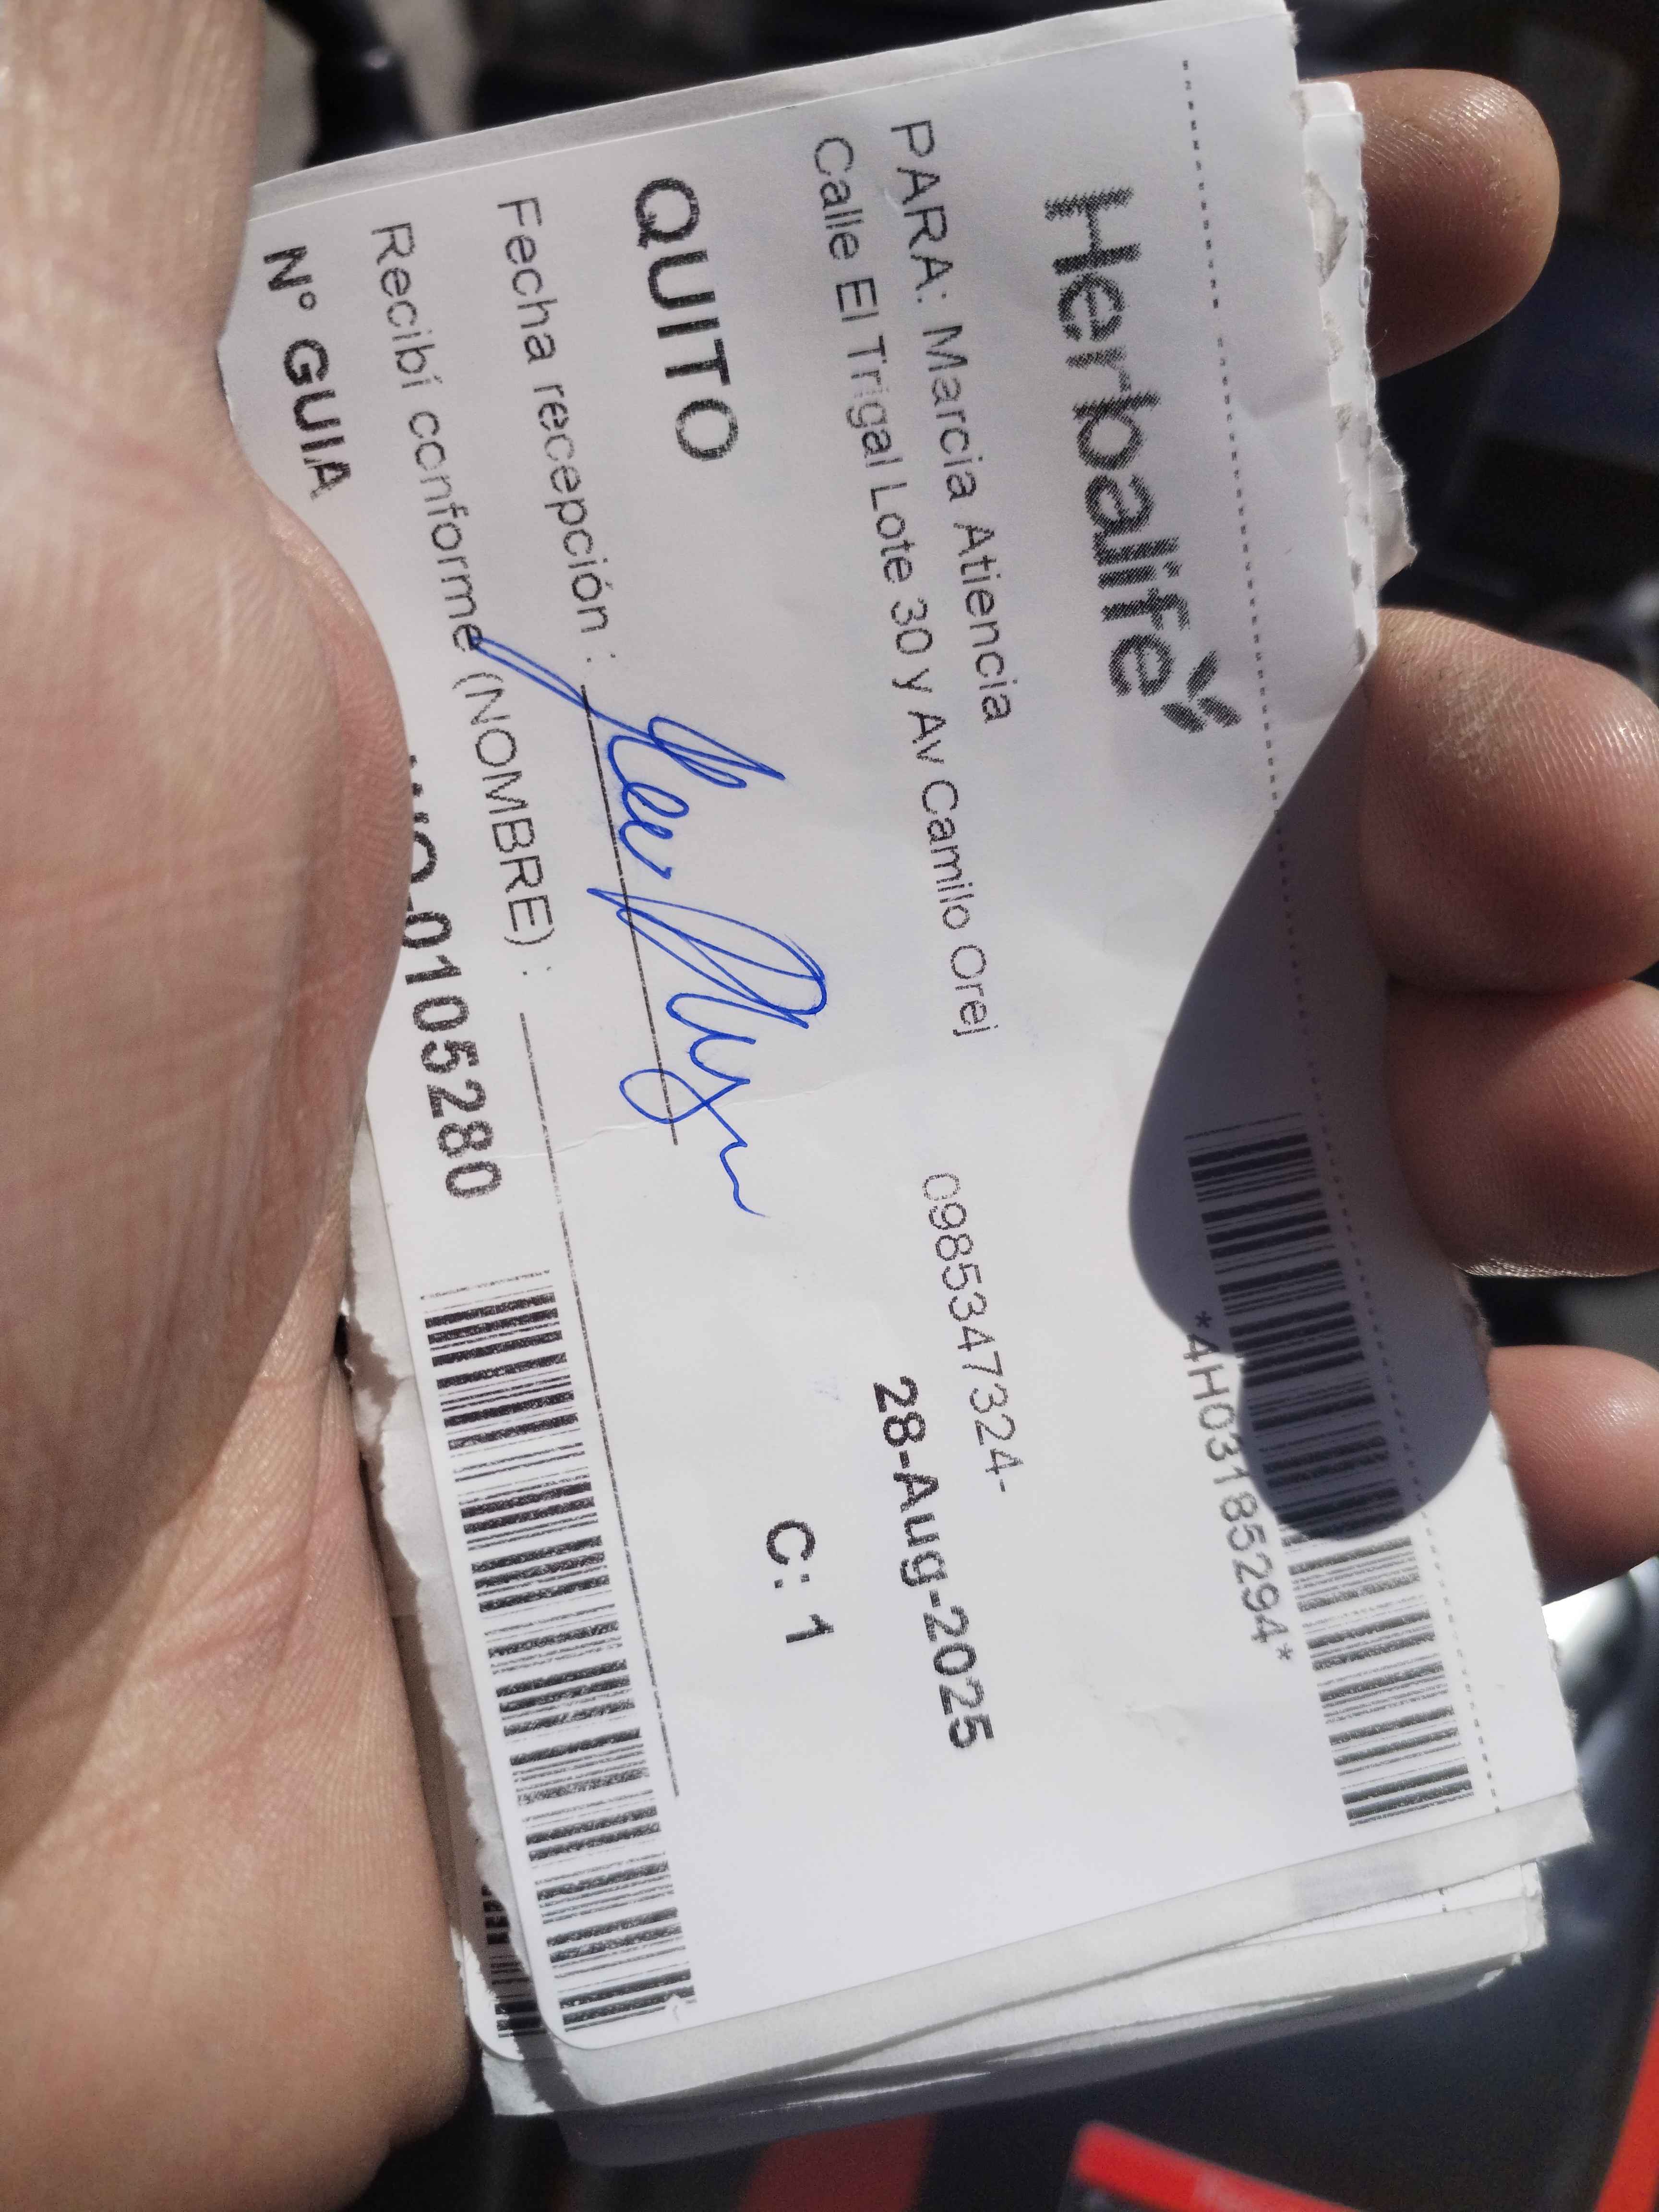 Herbalife
*4H03185294*
PARA: Marcia Atiencia 0985347324-
Calle El Trigal Lote 30 y Av Camilo Orej
28-Aug-2025
QUITO C: 1
Fecha recepción :
Recibí conforme (NOMBRE) :
N° GUIA 0105280